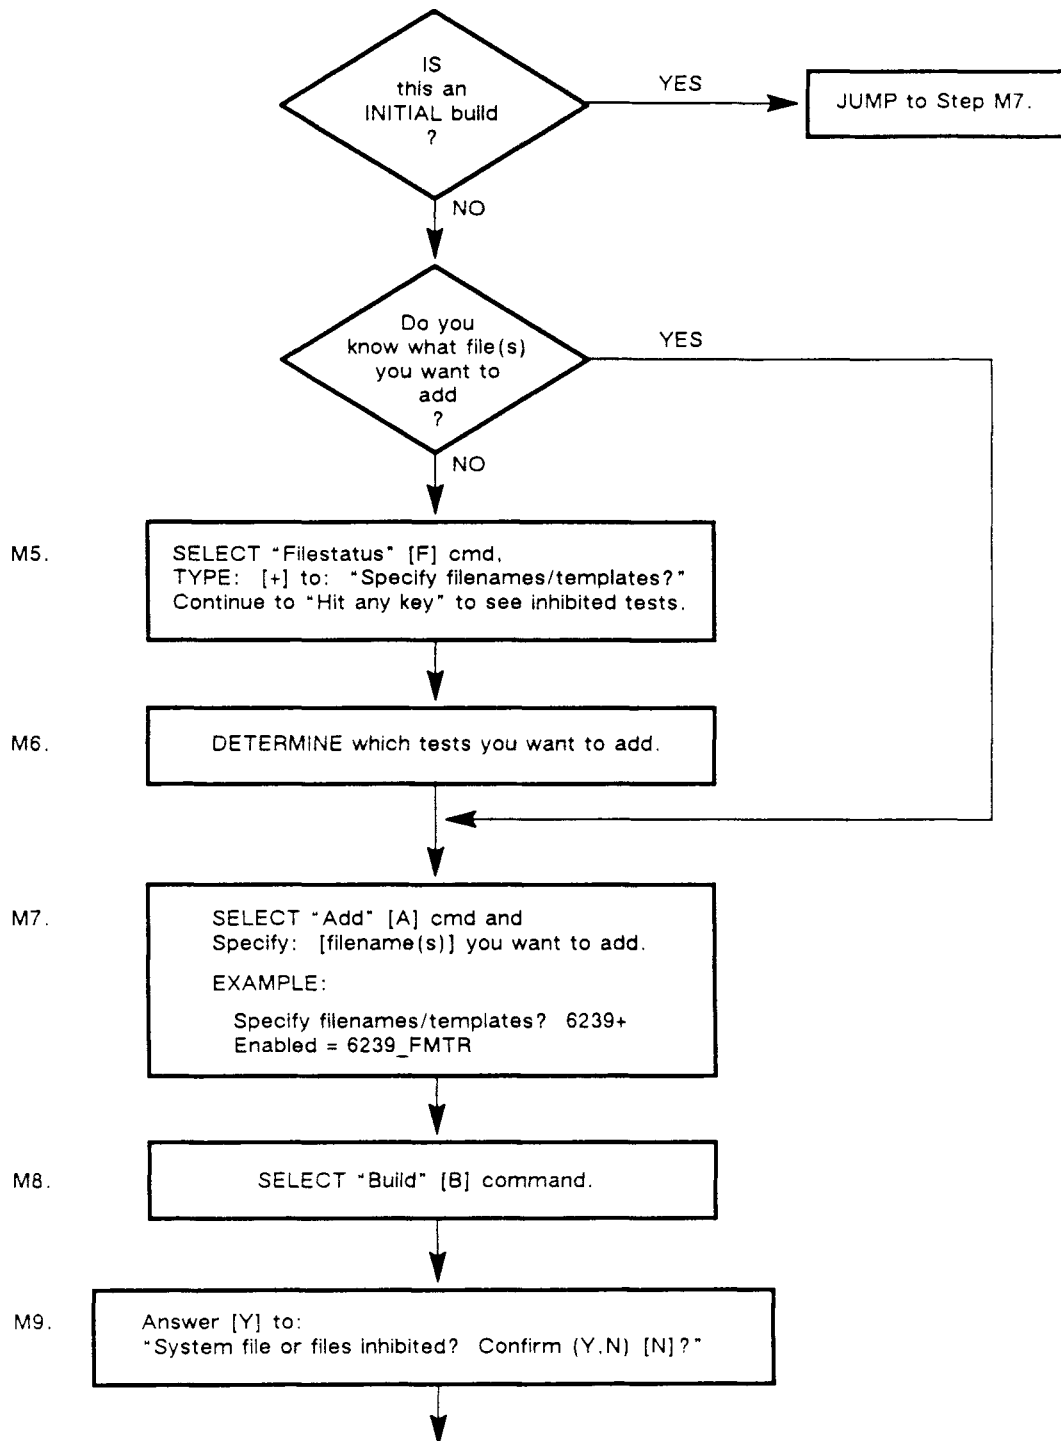 IS
this an
INITIAL build
?
YES
JUMP to Step M7.
NO
Do you
know what file(s)
you want to
add
?
YES
NO
M5.
SELECT "Filestatus" [F] cmd,
TYPE: [+] to: "Specify filenames/templates?"
Continue to "Hit any key" to see inhibited tests.
M6.
DETERMINE which tests you want to add.
M7.
SELECT "Add" [A] cmd and
Specify: [filename(s)] you want to add.
EXAMPLE:
Specify filenames/templates? 6239+
Enabled = 6239_FMTR
M8.
SELECT "Build" [B] command.
M9.
Answer [Y] to:
"System file or files inhibited? Confirm (Y,N) [N]?"